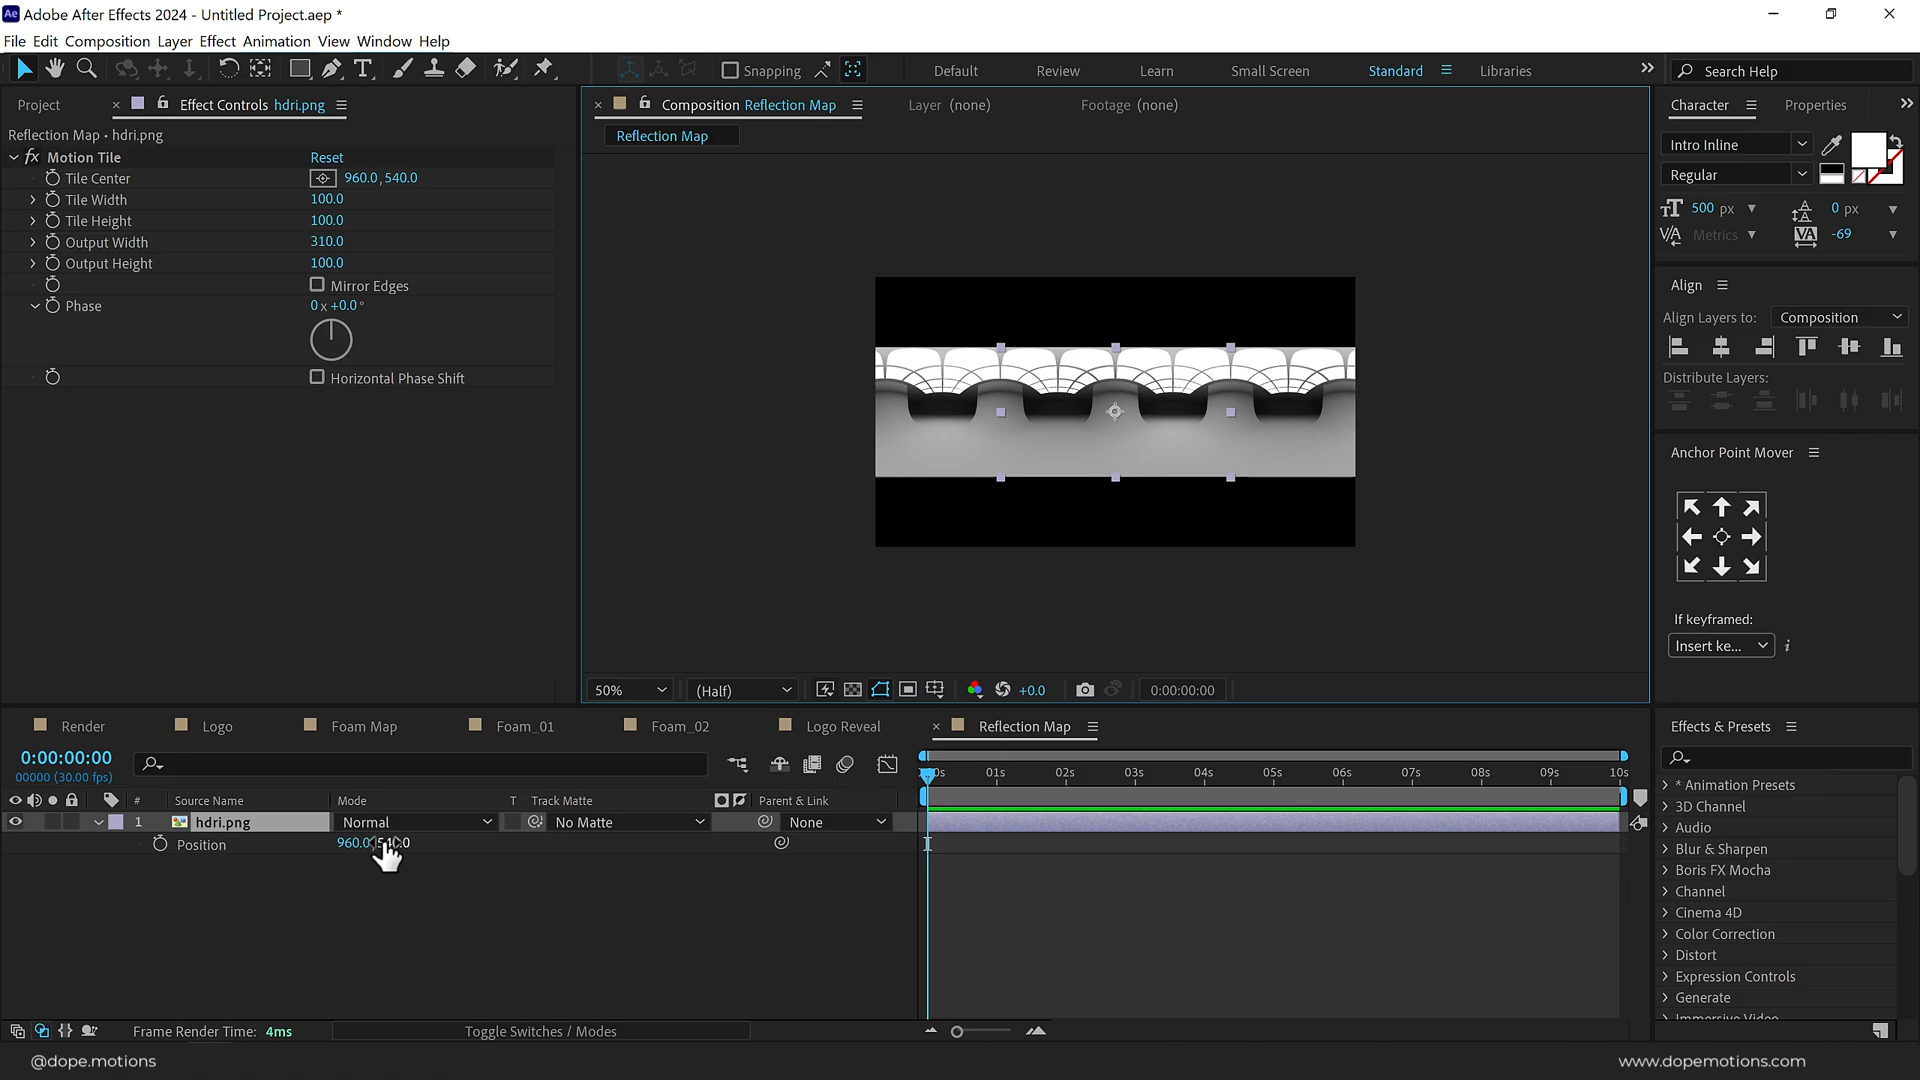 Adobe After Effects 2024 - Untitled Project.aep *
File Edit Composition Layer Effect Animation View Window Help
Snapping
Default Review Learn Small Screen Standard Libraries
Search Help
Project
Effect Controls hdri.png
Composition Reflection Map
Layer (none)
Footage (none)
Character
Properties
Reflection Map • hdri.png
Reflection Map
fx Motion Tile Reset
Tile Center 960.0, 540.0
Tile Width 100.0
Tile Height 100.0
Output Width 310.0
Output Height 100.0
Mirror Edges
Phase 0 x +0.0 °
Horizontal Phase Shift
Intro Inline
Regular
500 px
0 px
Metrics
-69
Align
Align Layers to: Composition
Distribute Layers:
Anchor Point Mover
If keyframed:
Insert ke...
50% (Half) +0.0 0:00:00:00
Render Logo Foam Map Foam_01 Foam_02 Logo Reveal Reflection Map
0:00:00:00
00000 (30.00 fps)
01s 02s 03s 04s 05s 06s 07s 08s 09s 10s
# Source Name Mode T Track Matte Parent & Link
1 hdri.png Normal No Matte None
Position 960.0
Effects & Presets
* Animation Presets
3D Channel
Audio
Blur & Sharpen
Boris FX Mocha
Channel
Cinema 4D
Color Correction
Distort
Expression Controls
Generate
Immersive Video
Frame Render Time: 4ms
Toggle Switches / Modes
@dope.motions
www.dopemotions.com